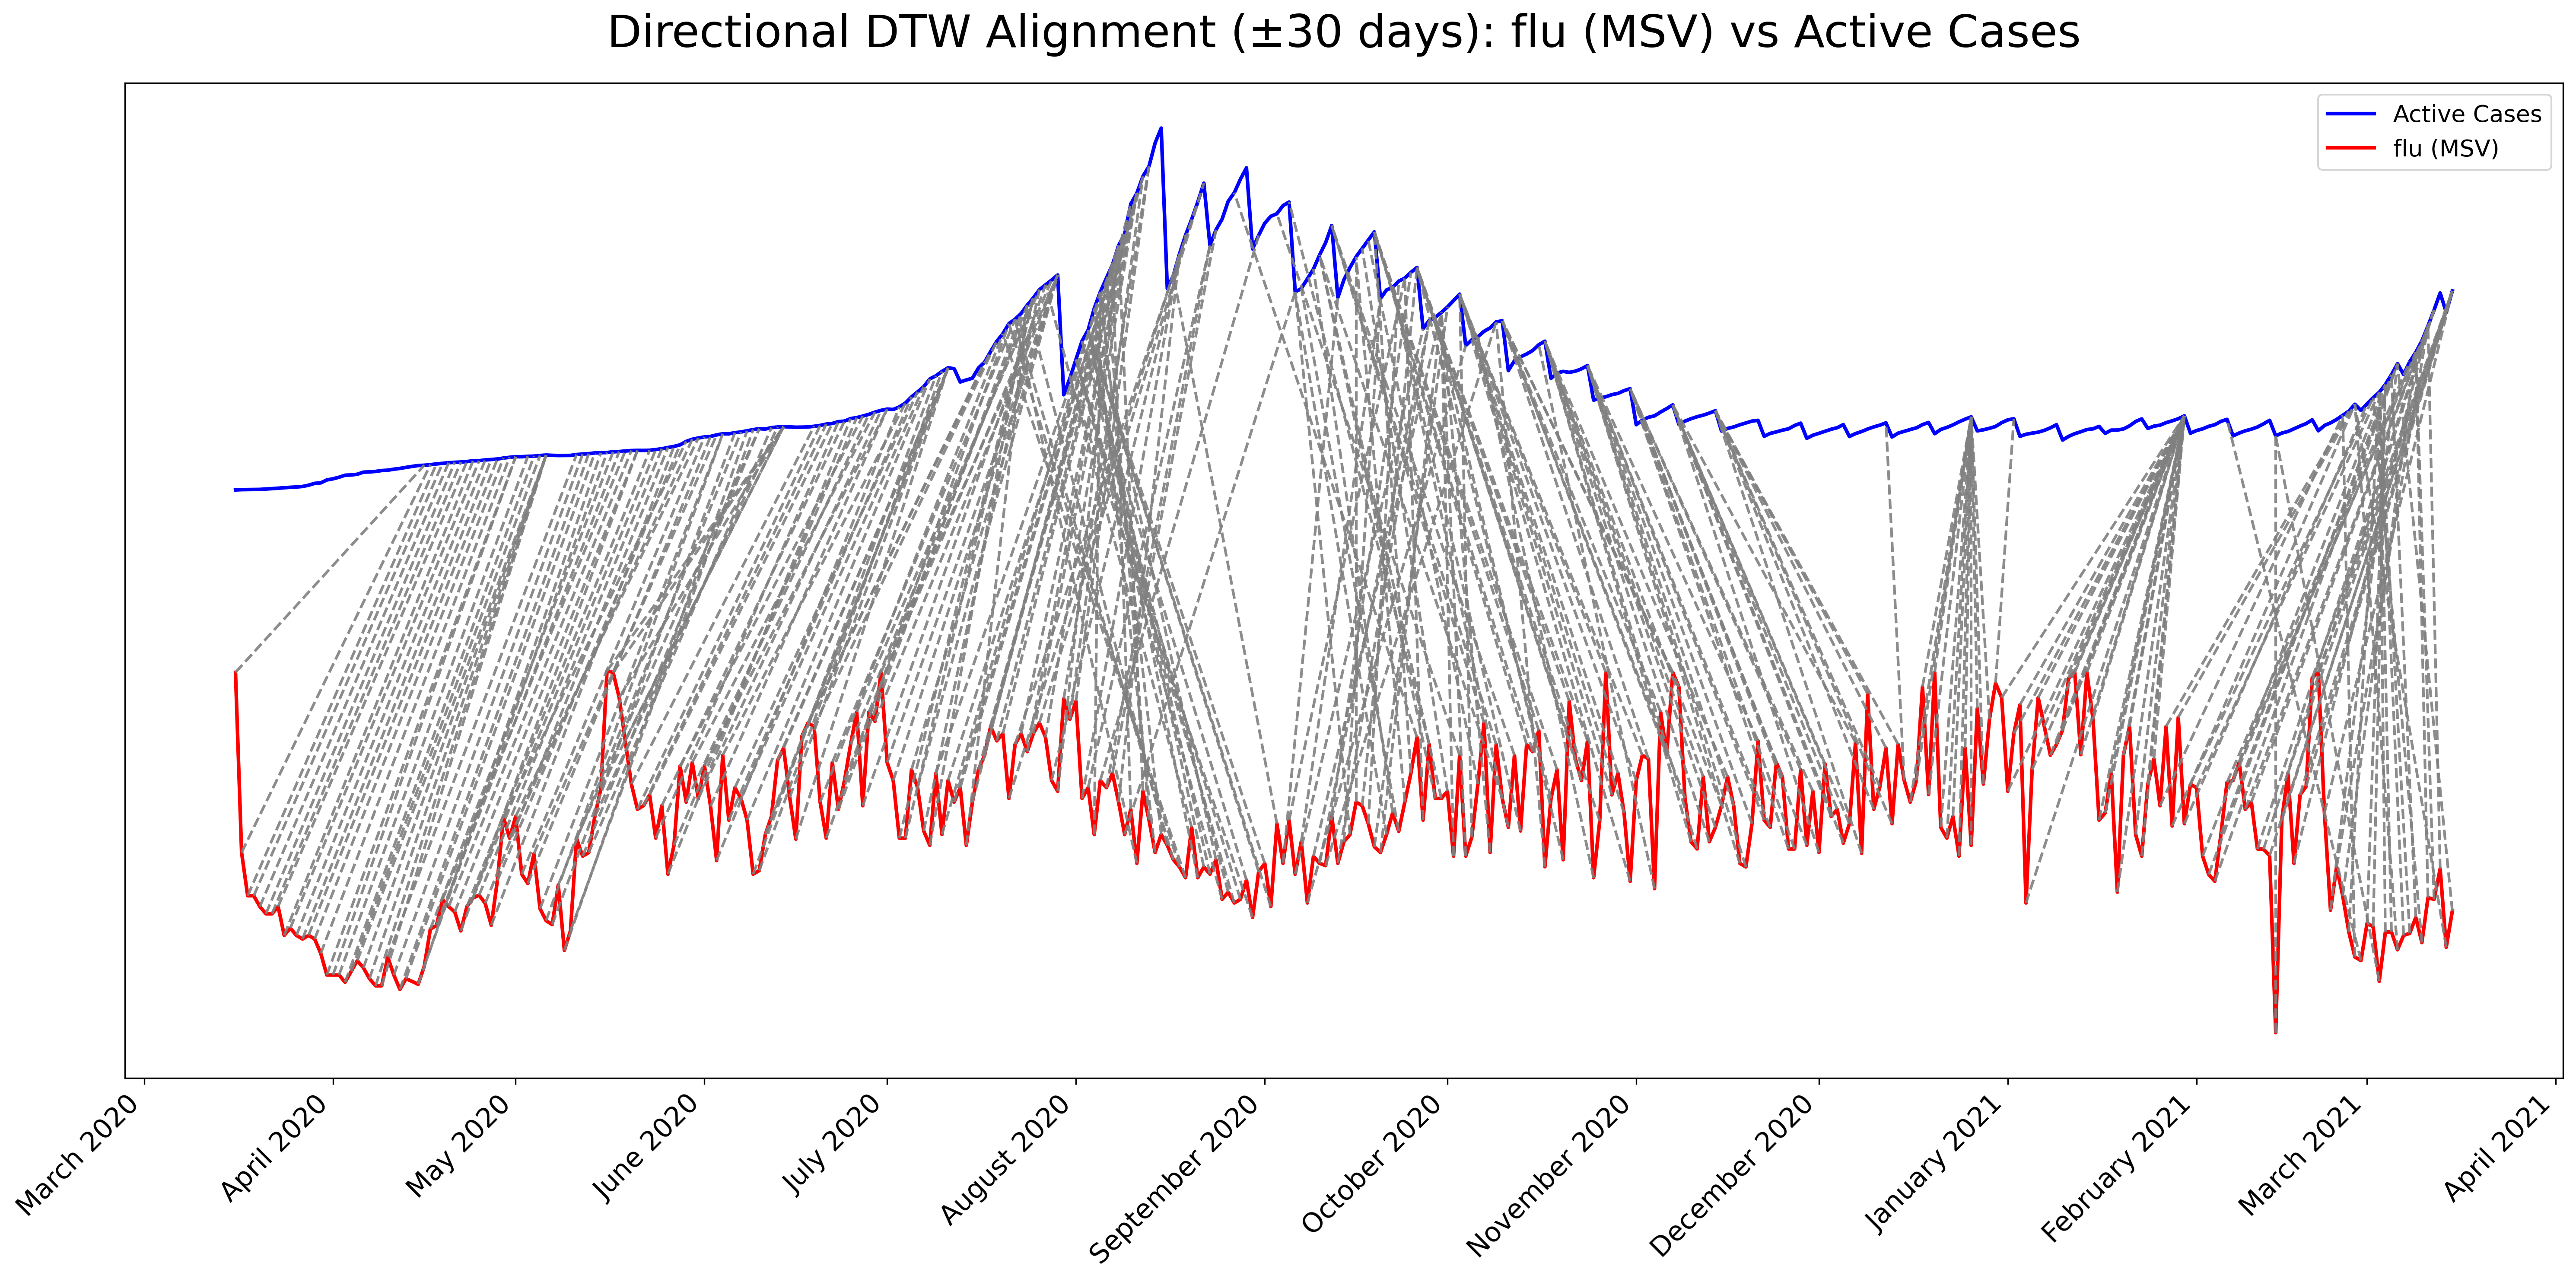 Directional DTW Alignment (±30 days): flu (MSV) vs Active Cases
Active Cases
flu (MSV)
March 2020
April 2020
May 2020
June 2020
July 2020
August 2020
September 2020
October 2020
November 2020
December 2020
January 2021
February 2021
March 2021
April 2021